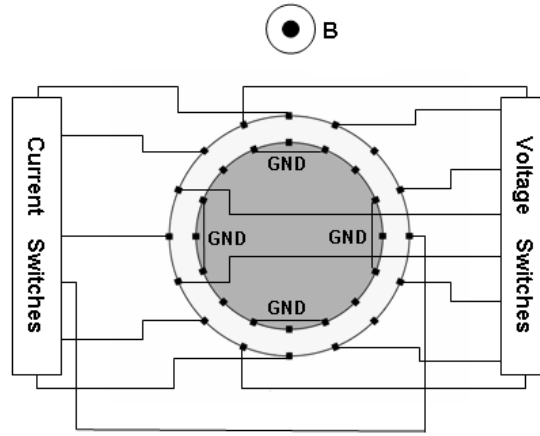 B
Current Switches
Voltage Switches
GND
GND
GND
GND